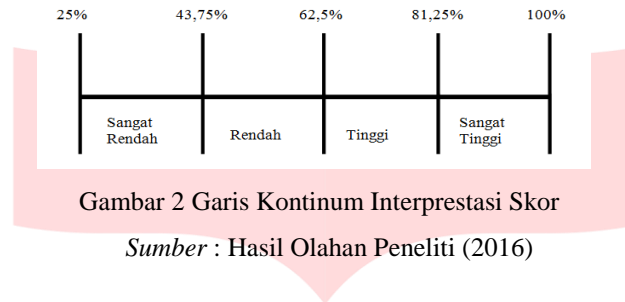 25% 43,75% 62,5% 81,25% 100%
Sangat Rendah Tinggi Sangat
Rendah Tinggi
Gambar 2 Garis Kontinum Interprestasi Skor
Sumber : Hasil Olahan Peneliti (2016)